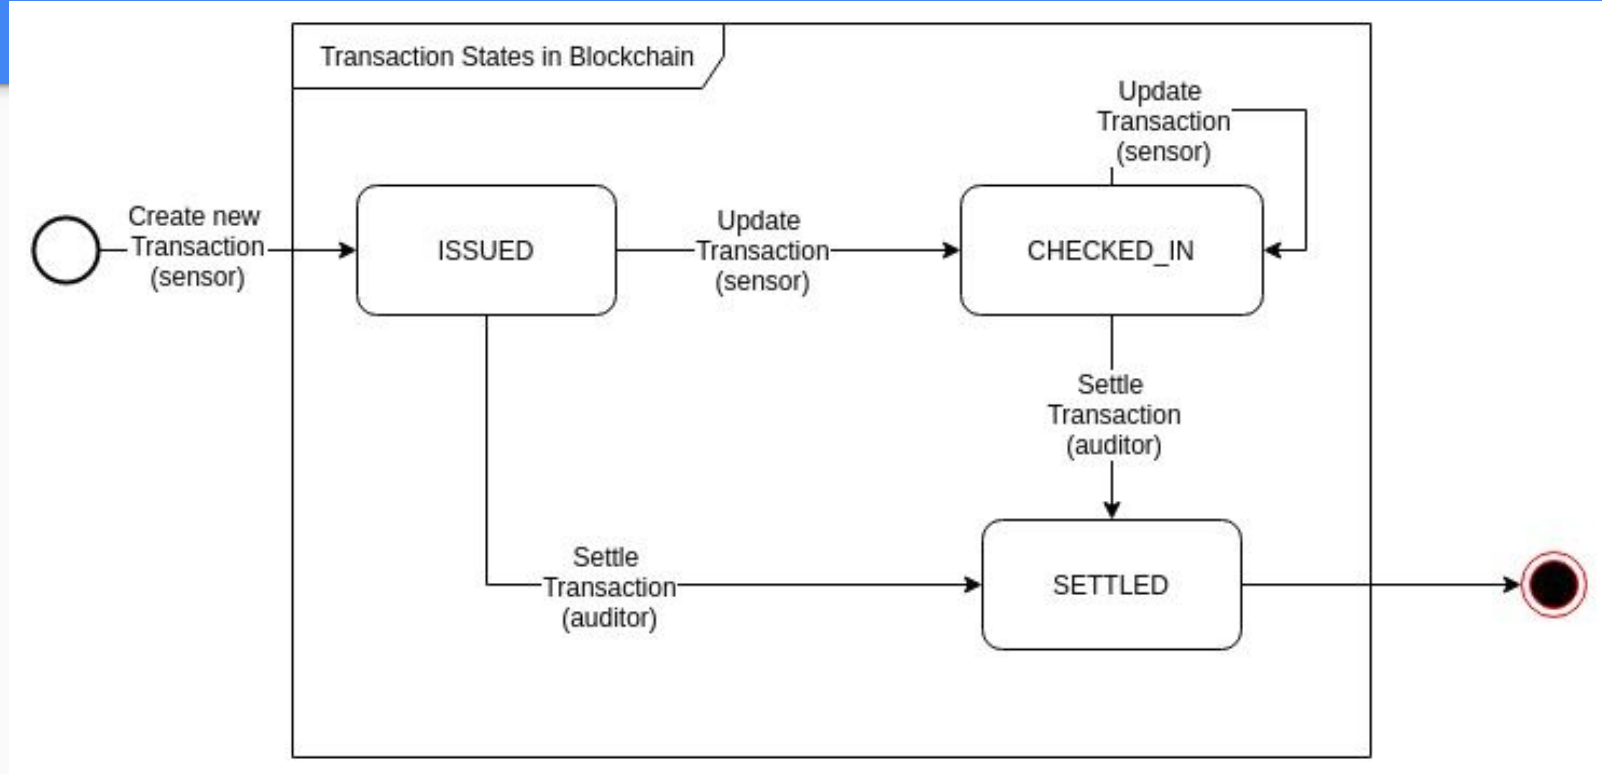 Transaction States in Blockchain
Update
Transaction
(sensor)
Create new
Transaction
(sensor)
ISSUED
Update
Transaction
(sensor)
CHECKED_IN
Settle
Transaction
(auditor)
Settle
Transaction
(auditor)
SETTLED